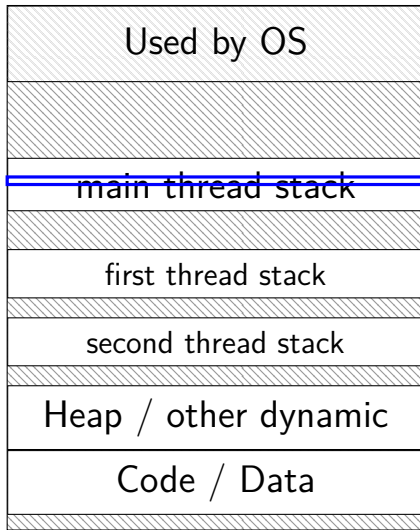 Used by OS
main thread stack
first thread stack
second thread stack
Heap / other dynamic
Code / Data